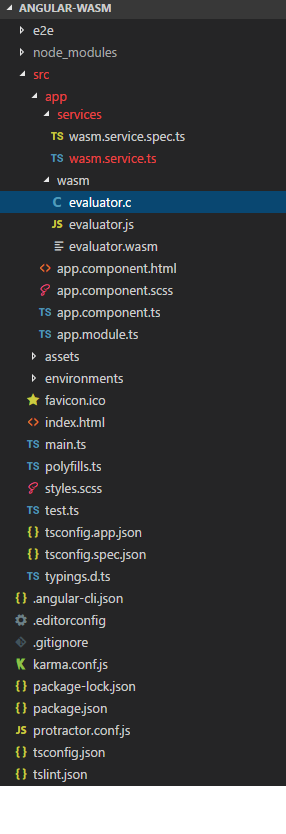 ANGULAR-WASM
e2e
node_modules
src
app
services
TS wasm.service.spec.ts
TS wasm.service.ts
wasm
C evaluator.c
JS evaluator.js
evaluator.wasm
<> app.component.html
app.component.scss
TS app.component.ts
TS app.module.ts
assets
environments
favicon.ico
<> index.html
TS main.ts
TS polyfills.ts
styles.scss
TS test.ts
{} tsconfig.app.json
{} tsconfig.spec.json
TS typings.d.ts
{} .angular-cli.json
.editorconfig
.gitignore
karma.conf.js
{} package-lock.json
{} package.json
JS protractor.conf.js
{} tsconfig.json
{} tslint.json